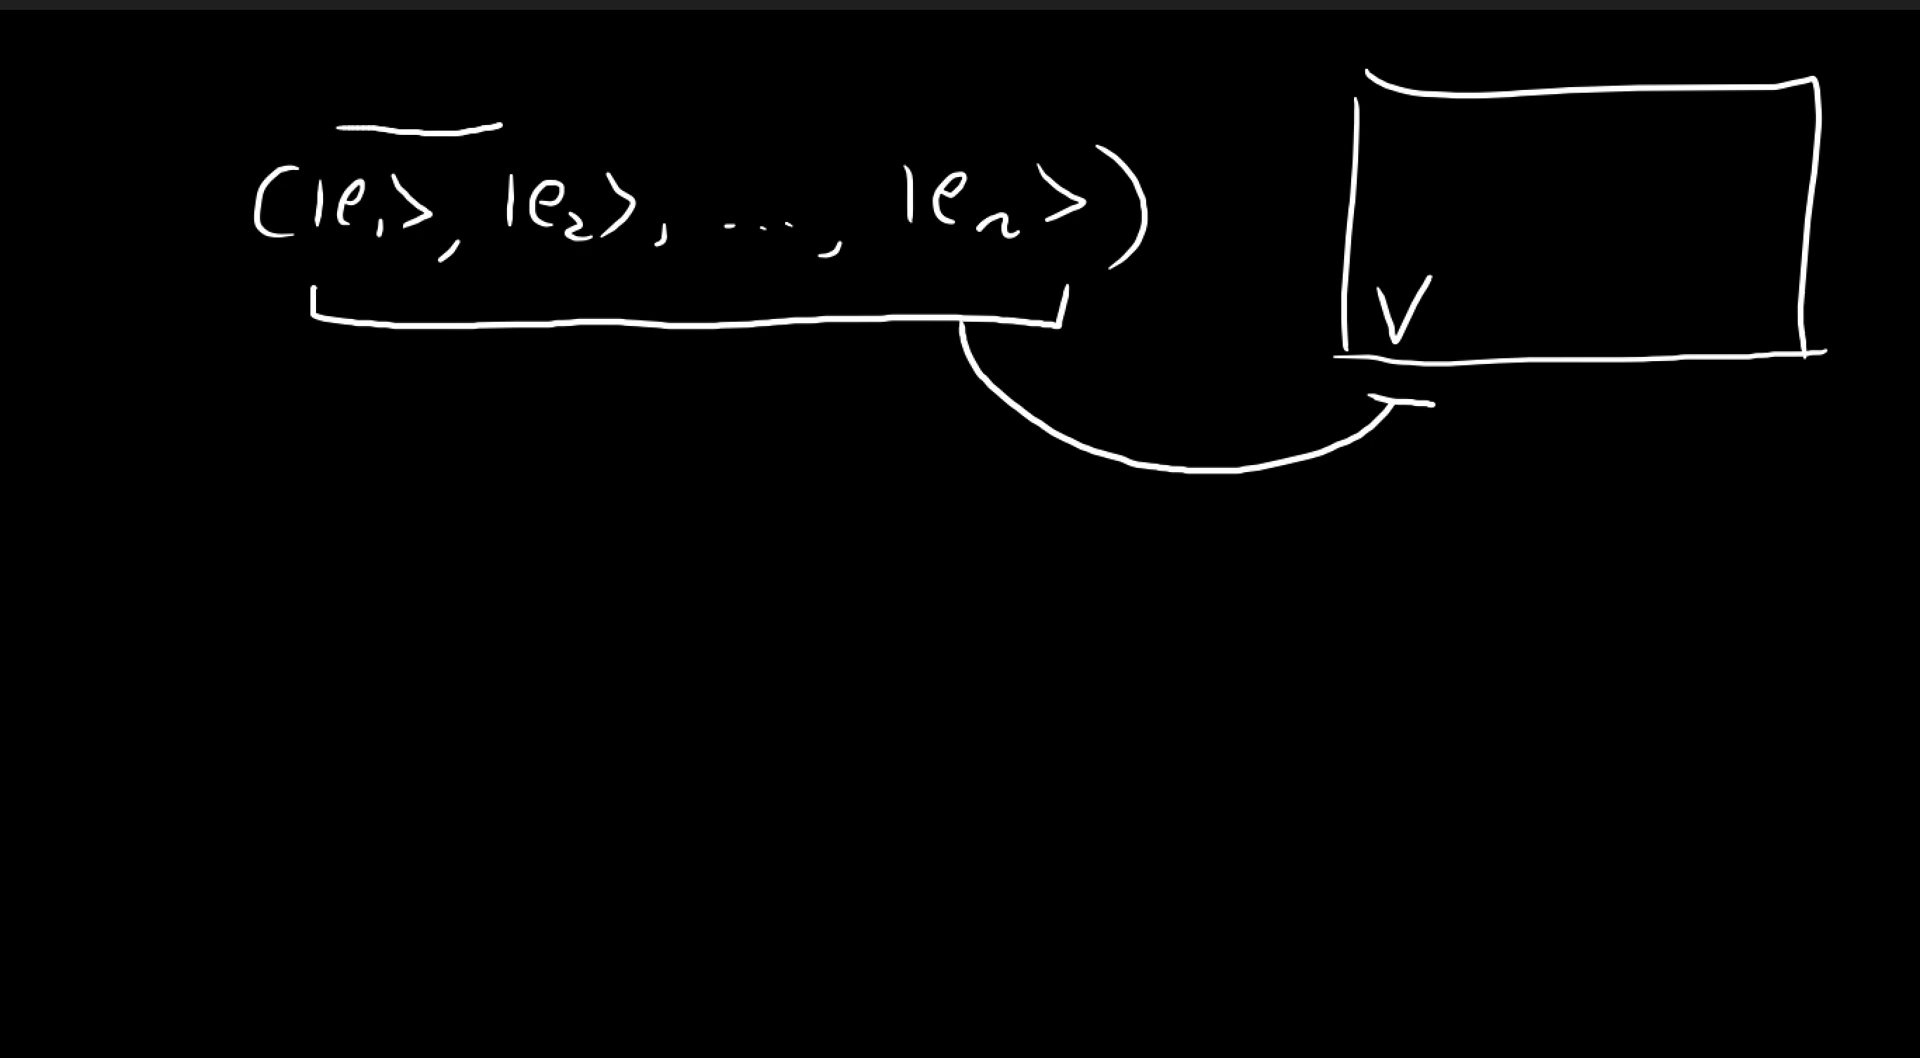 (|e₁>, |e₂>, ..., |eₙ>)
V